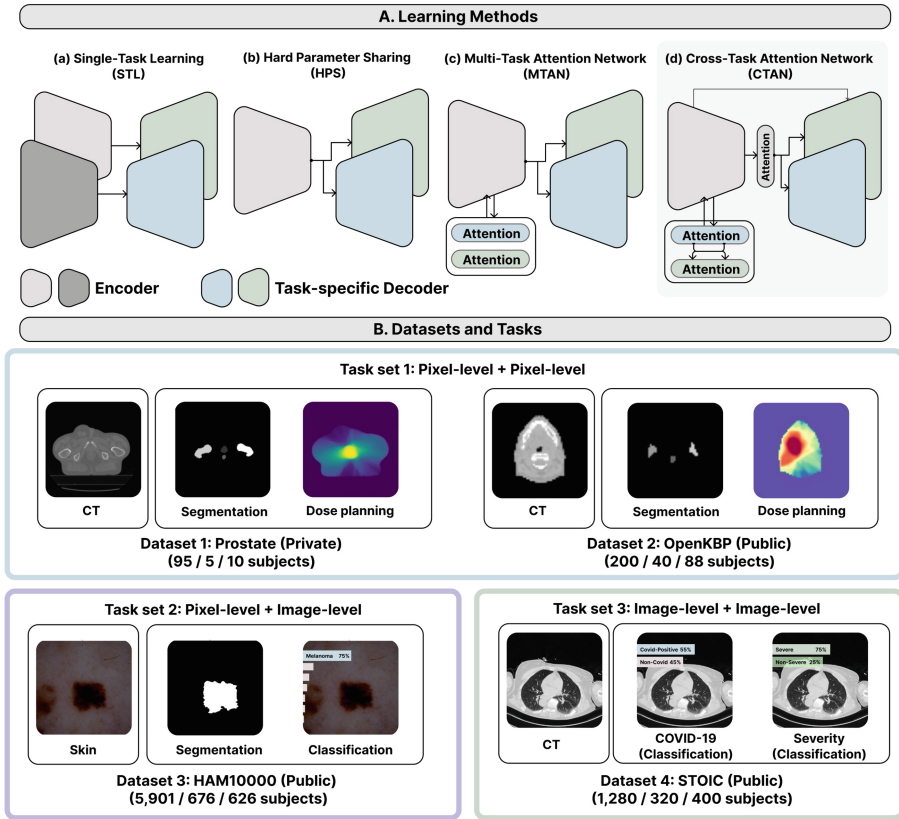 A. Learning Methods
(a) Single-Task Learning
(STL)
(b) Hard Parameter Sharing
(HPS)
(c) Multi-Task Attention Network
(MTAN)
(d) Cross-Task Attention Network
(CTAN)
Attention
Attention
Attention
Attention
Attention
Encoder
Task-specific Decoder
B. Datasets and Tasks
Task set 1: Pixel-level + Pixel-level
CT
Segmentation
Dose planning
Dataset 1: Prostate (Private)
(95 / 5 / 10 subjects)
CT
Segmentation
Dose planning
Dataset 2: OpenKBP (Public)
(200 / 40 / 88 subjects)
Task set 2: Pixel-level + Image-level
Melanoma 75%
Skin
Segmentation
Classification
Dataset 3: HAM10000 (Public)
(5,901 / 676 / 626 subjects)
Task set 3: Image-level + Image-level
Covid-Positive 55%
Non-Covid 45%
Severe 75%
Non-Severe 25%
CT
COVID-19
(Classification)
Severity
(Classification)
Dataset 4: STOIC (Public)
(1,280 / 320 / 400 subjects)